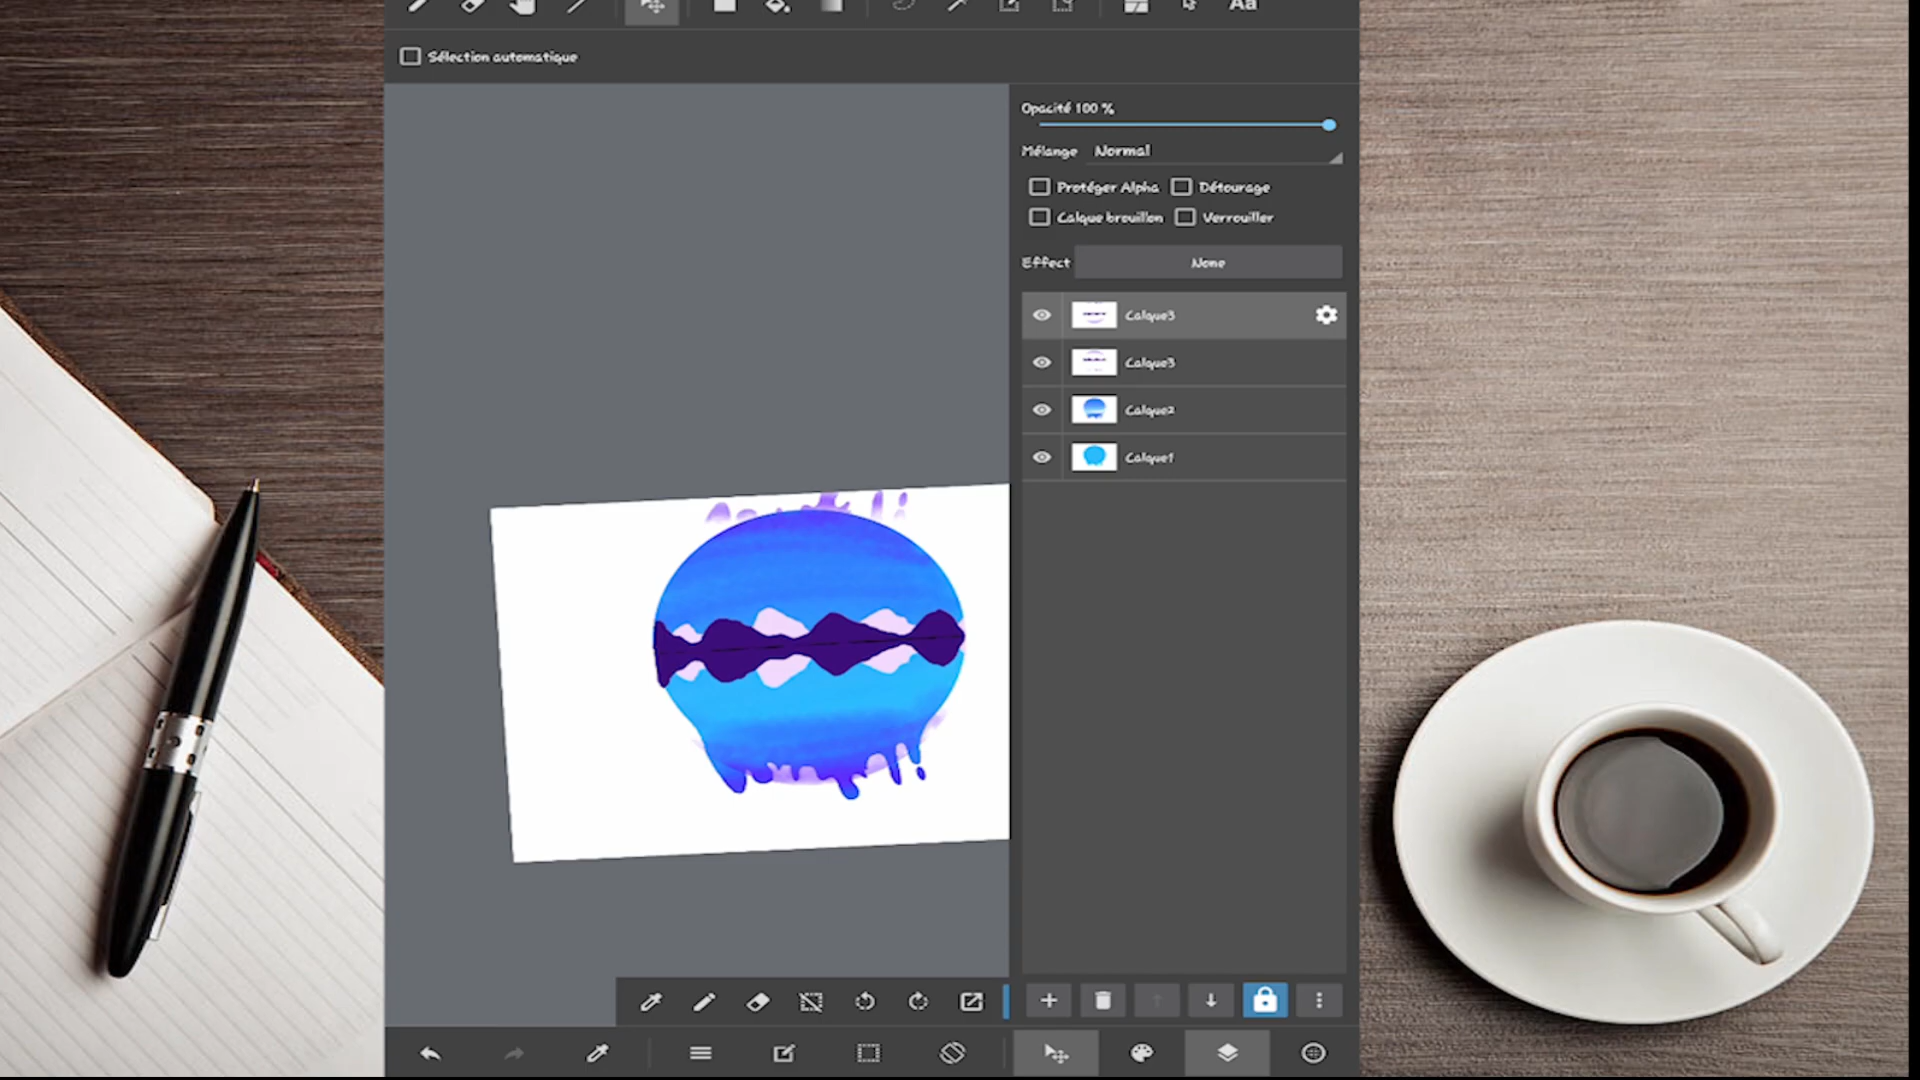 Aa
Sélection automatique
Opacité 100 %
Mélange Normal
Protéger Alpha Détourage
Calque brouillon Verrouiller
Effect None
Calque3
Calque3
Calque2
Calque1